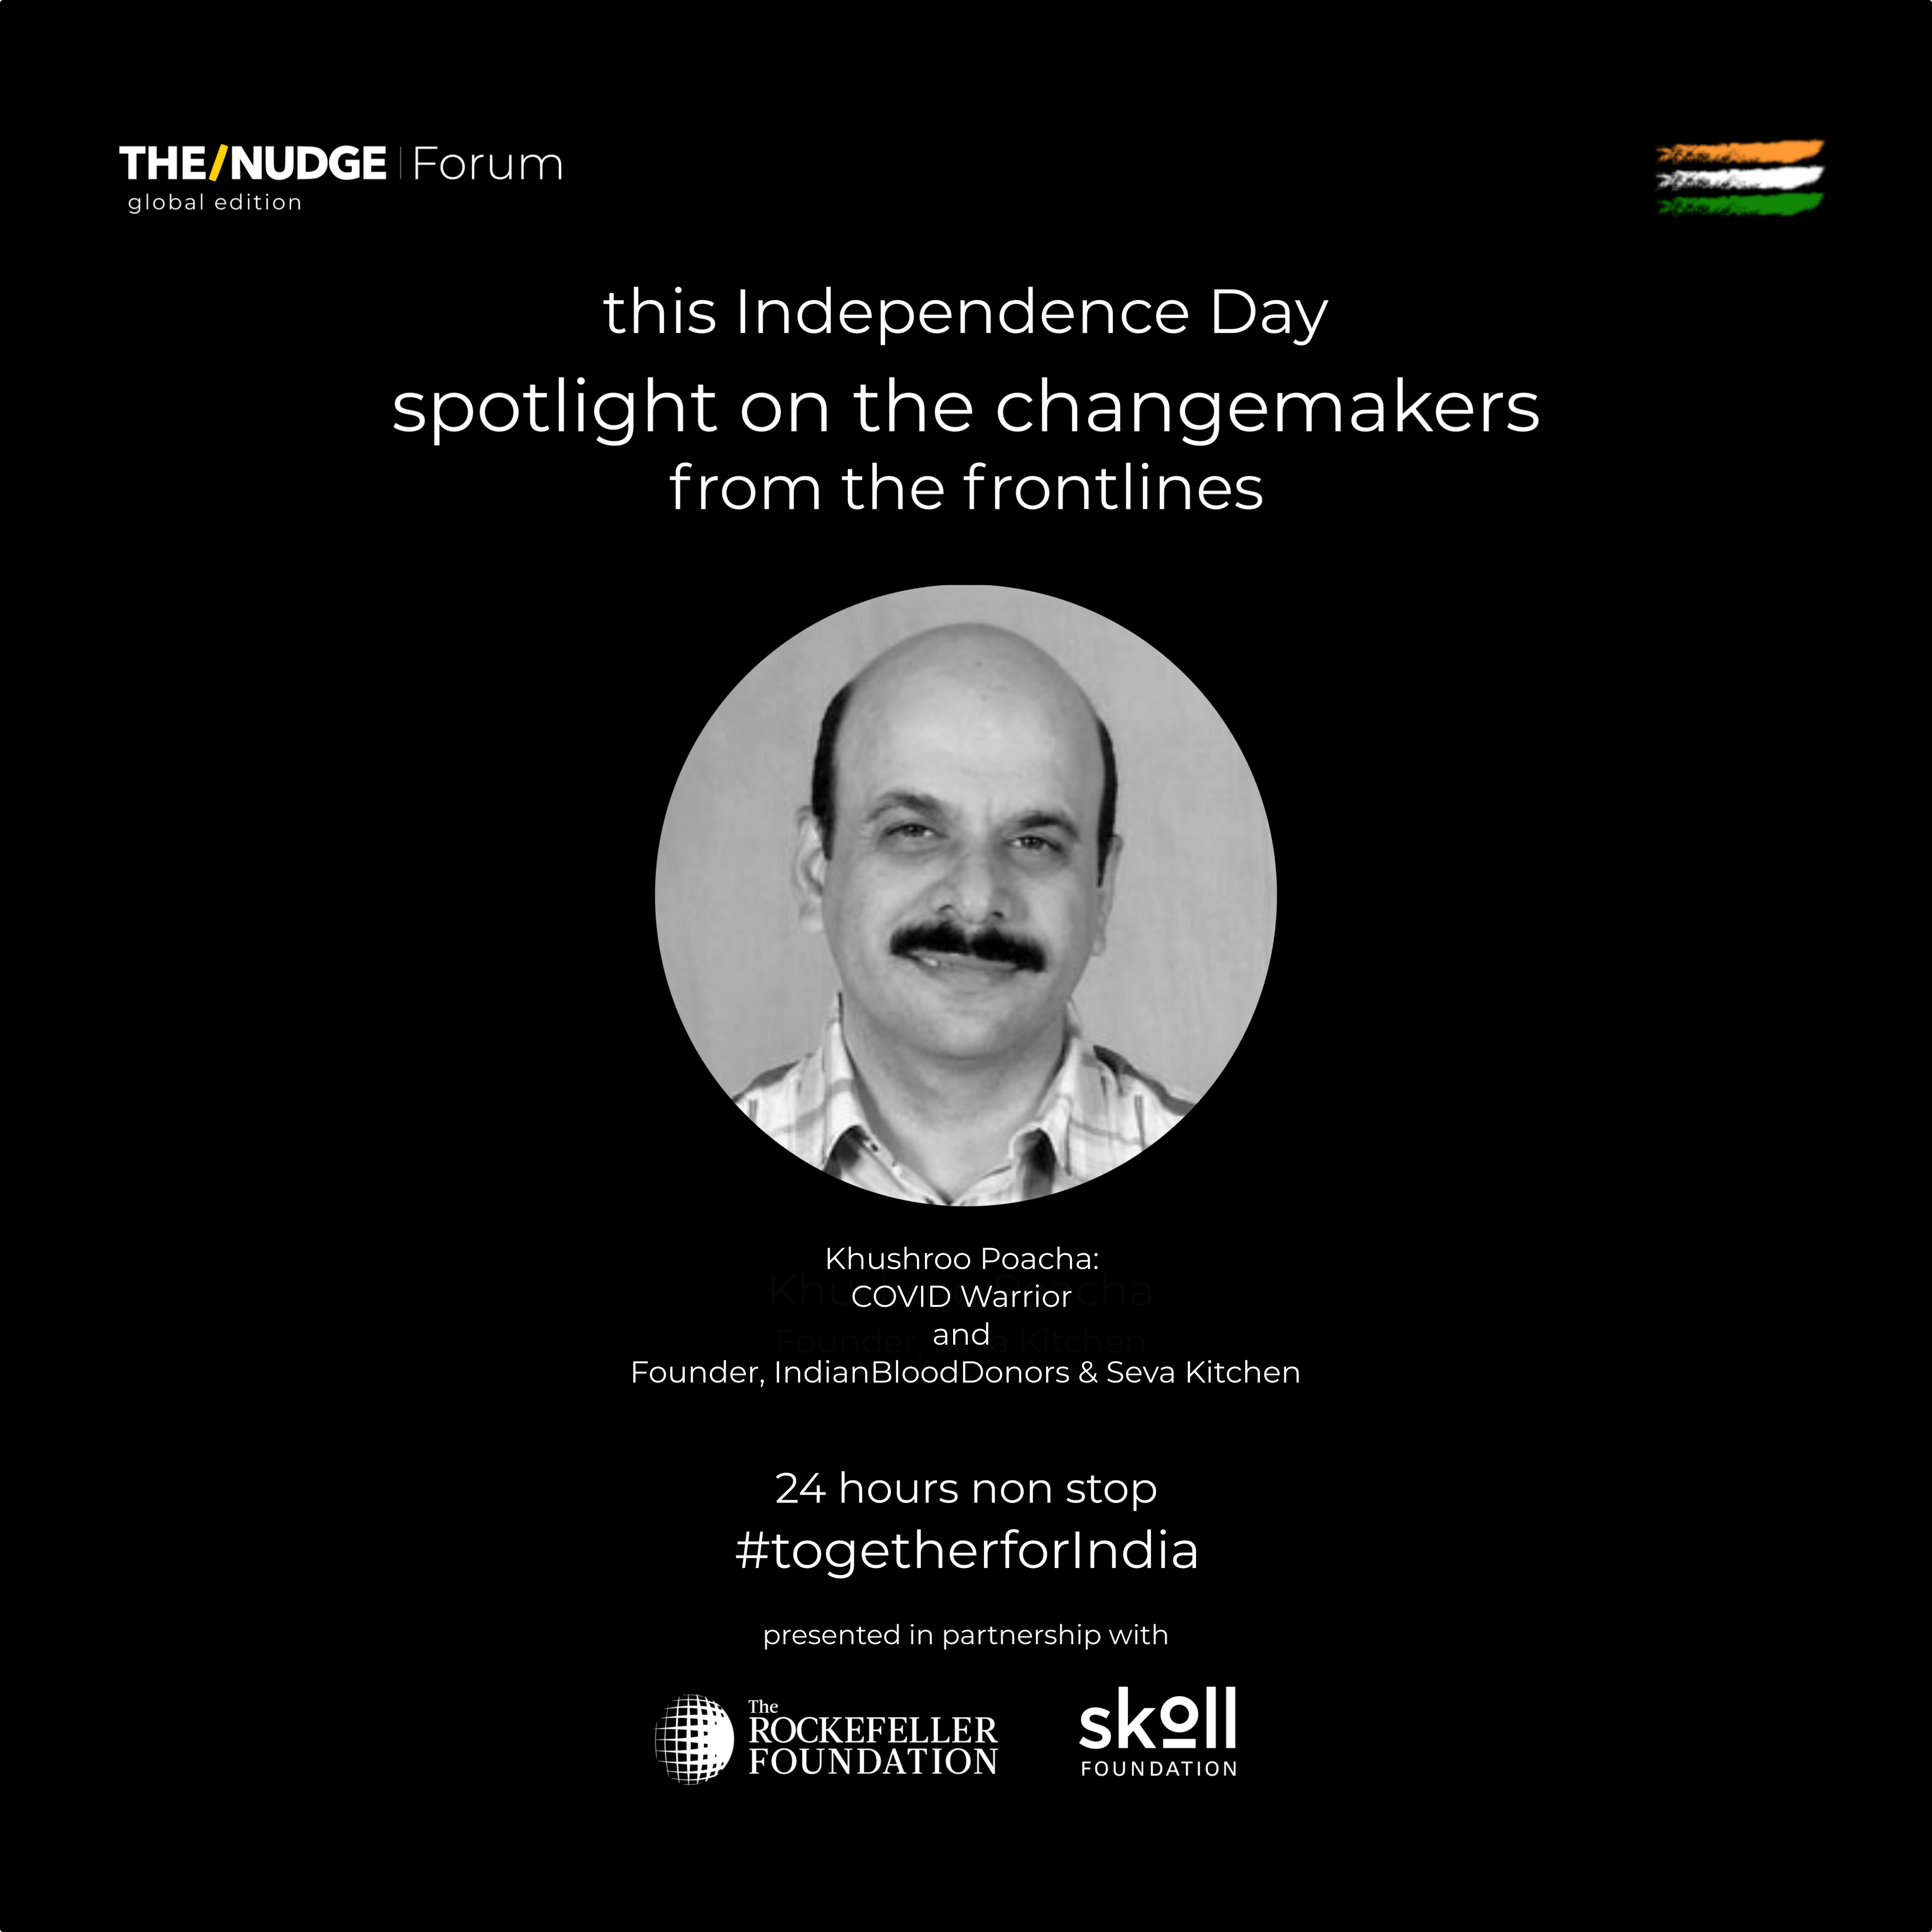 THE/NUDGE | Forum
global edition
this Independence Day
spotlight on the changemakers
from the frontlines
Khushroo Poacha:
COVID Warrior
and
Founder, IndianBloodDonors & Seva Kitchen
24 hours non stop
#togetherforIndia
presented in partnership with
The
ROCKEFELLER
FOUNDATION
skoll
FOUNDATION